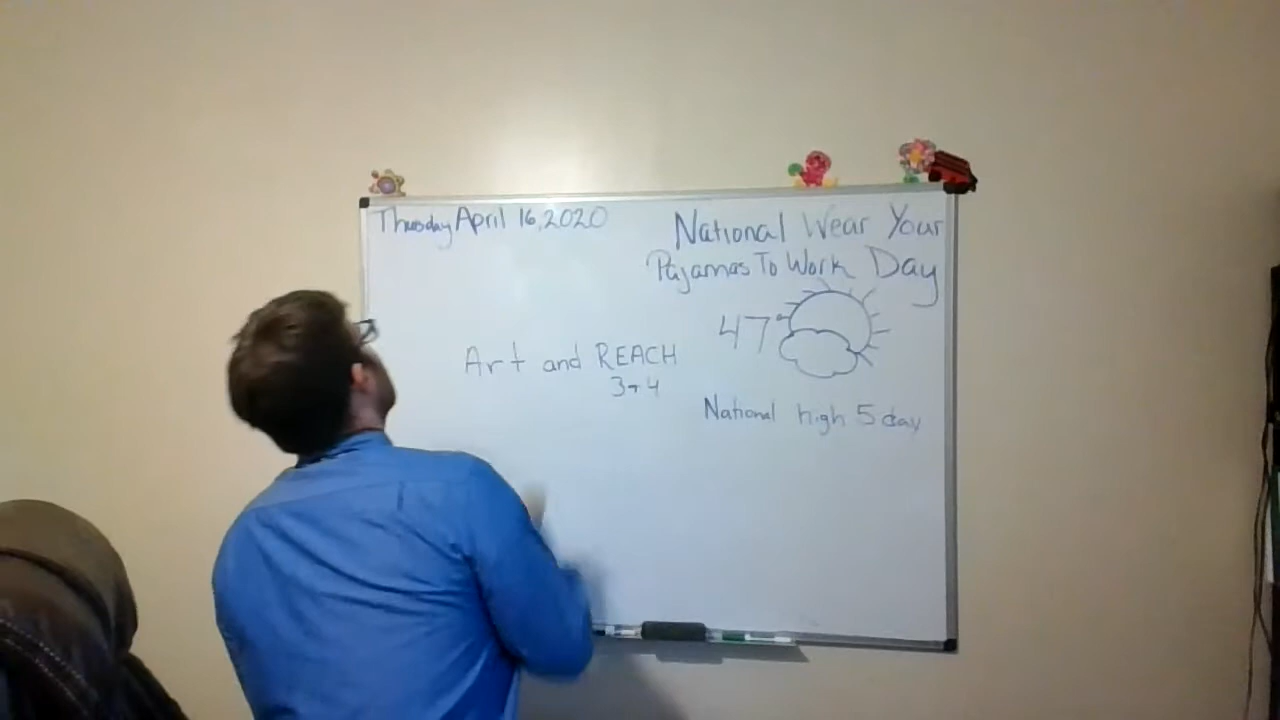 Thursday April 16, 2020
National Wear Your
Pajamas To Work Day
47°
Art and REACH
3→4
National high 5 day